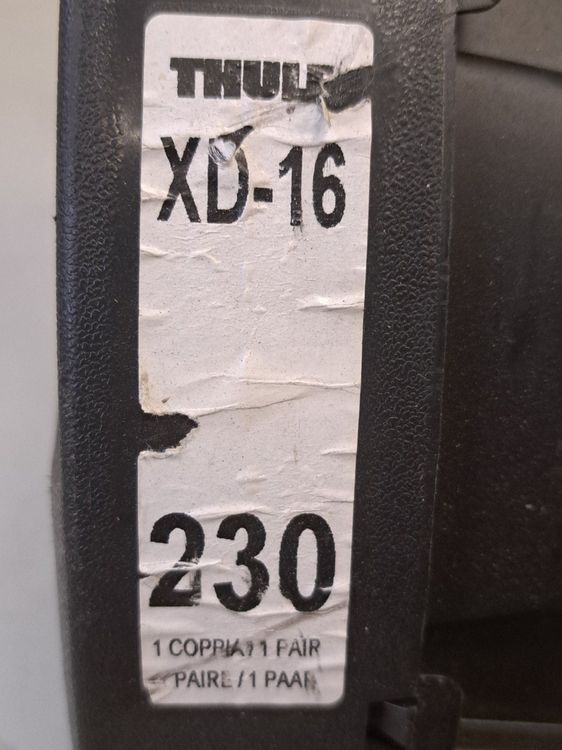 THULE
XD-16
230
1 COPPIA / 1 PAIR
PAIRE / 1 PAAR